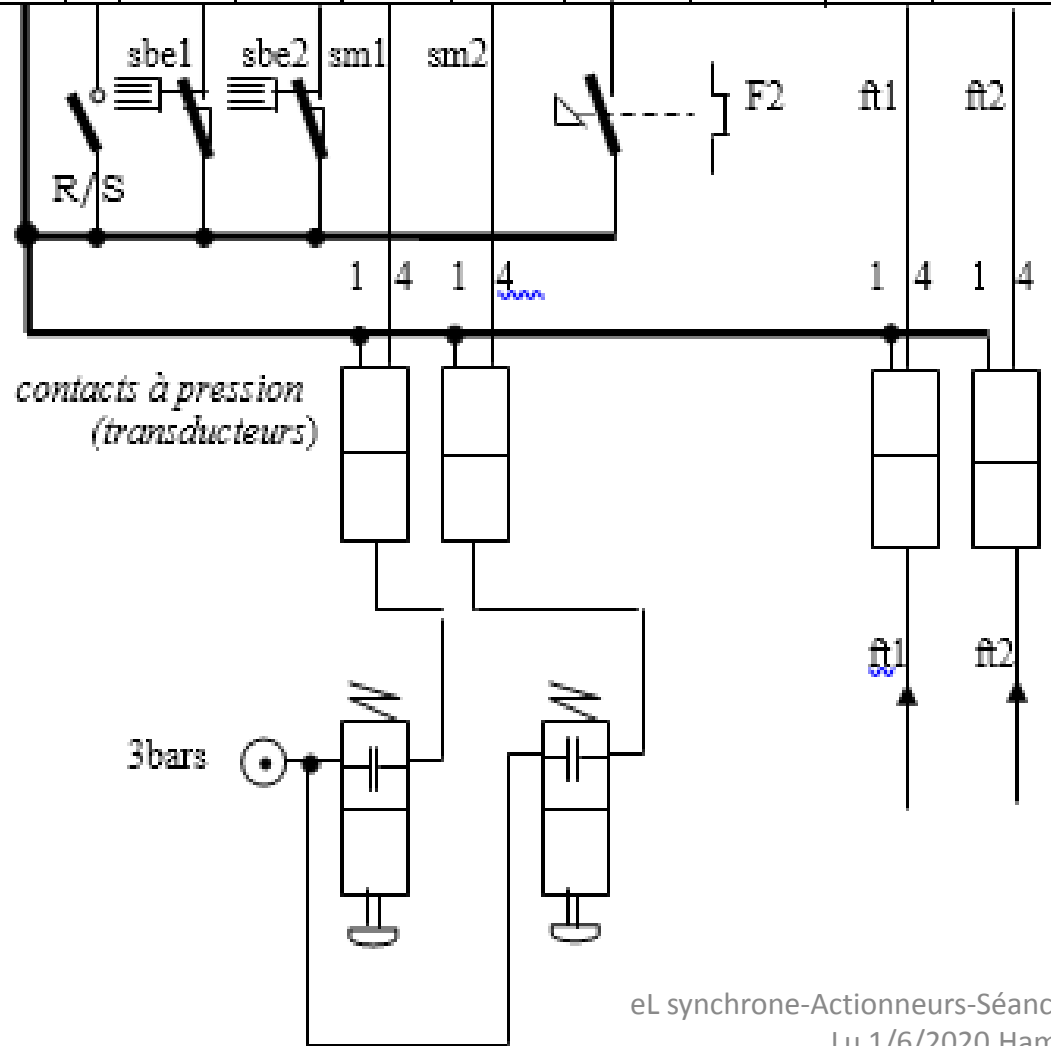 sbe1 sbe2 sm1 sm2 F2 ft1 ft2
R/S
1 4 1 4 1 4 1 4
contacts à pression
(transducteurs)
ft1 ft2
3bars
eL synchrone-Actionneurs-Séanc
Lu 1/6/2020 Ham